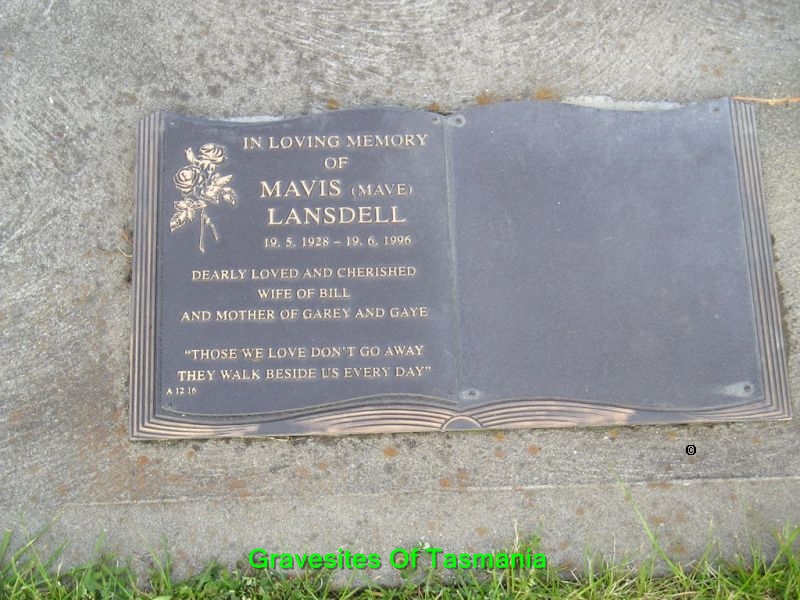 IN LOVING MEMORY
OF
MAVIS (MAVE)
LANSDELL
19. 5. 1928 – 19. 6. 1996
DEARLY LOVED AND CHERISHED
WIFE OF BILL
AND MOTHER OF GAREY AND GAYE
"THOSE WE LOVE DON'T GO AWAY
THEY WALK BESIDE US EVERY DAY"
A 12 16
©
Gravesites Of Tasmania